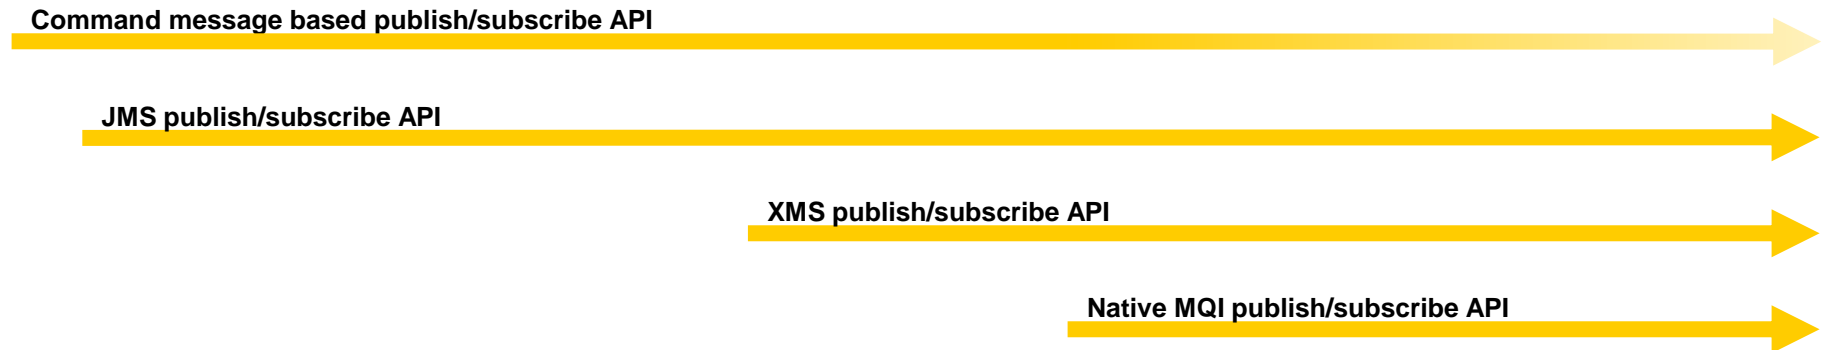 Command message based publish/subscribe API
JMS publish/subscribe API
XMS publish/subscribe API
Native MQI publish/subscribe API